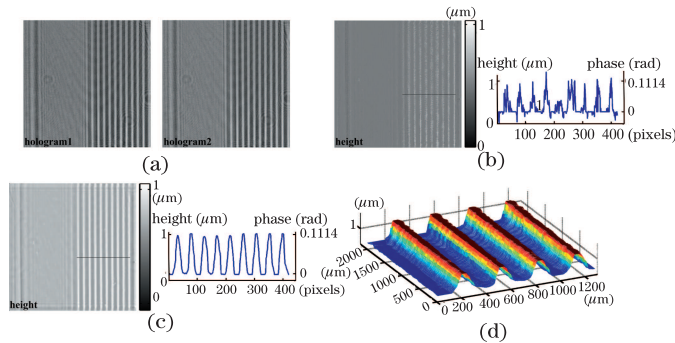 hologram1
hologram2
(a)
(μm)
1
0
height
height (μm)
phase (rad)
1
0
0.1114
0
1
100 200 300 400 (pixels)
(b)
1
(μm)
0
height
height (μm)
phase (rad)
1
0
0.1114
0
(μm)
100 200 300 400 (pixels)
(c)
1
2000
1500
1000
500
0
0 200 400 600 800 1000 1200
(μm)
(d)